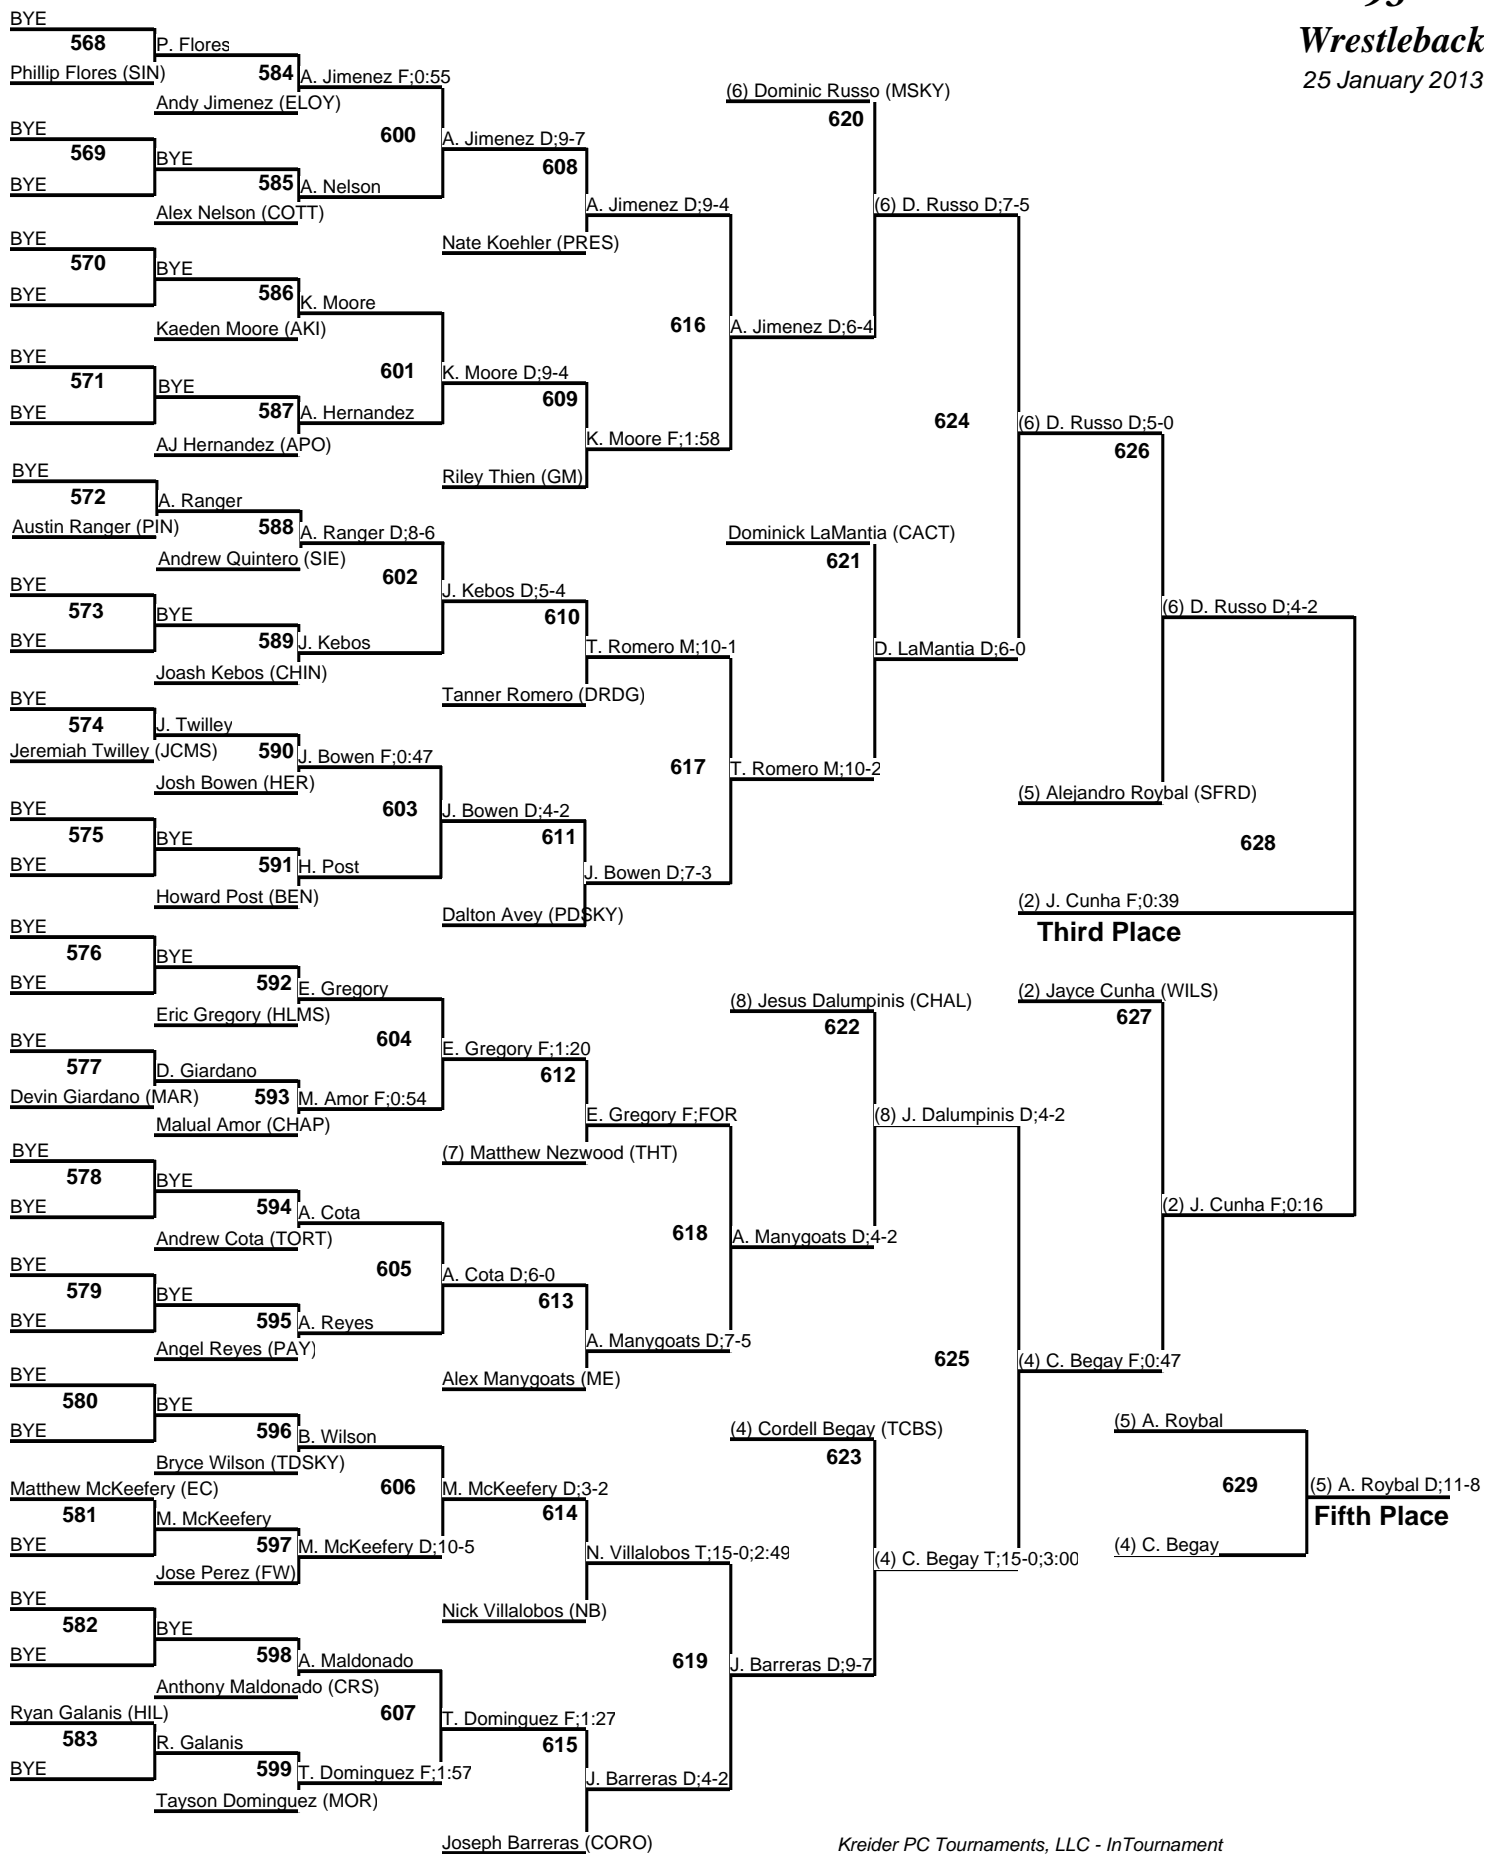 Wrestleback
25 January 2013
BYE
568
P. Flores
Phillip Flores (SIN)
584
A. Jimenez F;0:55
Andy Jimenez (ELOY)
600
BYE
569
BYE
A. Jimenez D;9-7
608
BYE
585
A. Nelson
Alex Nelson (COTT)
A. Jimenez D;9-4
Nate Koehler (PRES)
BYE
570
BYE
BYE
586
K. Moore
Kaeden Moore (AKI)
616
A. Jimenez D;6-4
BYE
571
BYE
601
K. Moore D;9-4
609
BYE
587
A. Hernandez
AJ Hernandez (APO)
K. Moore F;1:58
Riley Thien (GM)
(6) Dominic Russo (MSKY)
620
(6) D. Russo D;7-5
624
(6) D. Russo D;5-0
626
BYE
572
A. Ranger
Austin Ranger (PIN)
588
A. Ranger D;8-6
Andrew Quintero (SIE)
602
Dominick LaMantia (CACT)
621
BYE
573
BYE
J. Kebos D;5-4
610
BYE
589
J. Kebos
Joash Kebos (CHIN)
T. Romero M;10-1
Tanner Romero (DRDG)
D. LaMantia D;6-0
(6) D. Russo D;4-2
BYE
574
J. Twilley
Jeremiah Twilley (JCMS)
590
J. Bowen F;0:47
Josh Bowen (HER)
617
T. Romero M;10-2
603
J. Bowen D;4-2
611
BYE
575
BYE
BYE
591
H. Post
Howard Post (BEN)
J. Bowen D;7-3
Dalton Avey (PDSKY)
(5) Alejandro Roybal (SFRD)
628
(2) J. Cunha F;0:39
Third Place
BYE
576
BYE
BYE
592
E. Gregory
Eric Gregory (HLMS)
604
E. Gregory F;1:20
612
BYE
577
D. Giardano
Devin Giardano (MAR)
593
M. Amor F;0:54
Malual Amor (CHAP)
E. Gregory F;FOR
(7) Matthew Nezwood (THT)
(8) Jesus Dalumpinis (CHAL)
622
(2) Jayce Cunha (WILS)
627
(8) J. Dalumpinis D;4-2
BYE
578
BYE
BYE
594
A. Cota
Andrew Cota (TORT)
618
A. Manygoats D;4-2
(2) J. Cunha F;0:16
605
A. Cota D;6-0
613
BYE
579
BYE
BYE
595
A. Reyes
Angel Reyes (PAY)
A. Manygoats D;7-5
Alex Manygoats (ME)
625
(4) C. Begay F;0:47
BYE
580
BYE
BYE
596
B. Wilson
Bryce Wilson (TDSKY)
(4) Cordell Begay (TCBS)
623
(5) A. Roybal
629
(5) A. Roybal D;11-8
Fifth Place
(4) C. Begay
Matthew McKeefery (EC)
606
M. McKeefery D;3-2
614
581
M. McKeefery
BYE
597
M. McKeefery D;10-5
Jose Perez (FW)
N. Villalobos T;15-0;2:49
(4) C. Begay T;15-0;3:00
Nick Villalobos (NB)
BYE
582
BYE
BYE
598
A. Maldonado
Anthony Maldonado (CRS)
619
J. Barreras D;9-7
Ryan Galanis (HIL)
607
T. Dominguez F;1:27
615
583
R. Galanis
BYE
599
T. Dominguez F;1:57
Tayson Dominguez (MOR)
J. Barreras D;4-2
Joseph Barreras (CORO)
Kreider PC Tournaments, LLC - InTournament